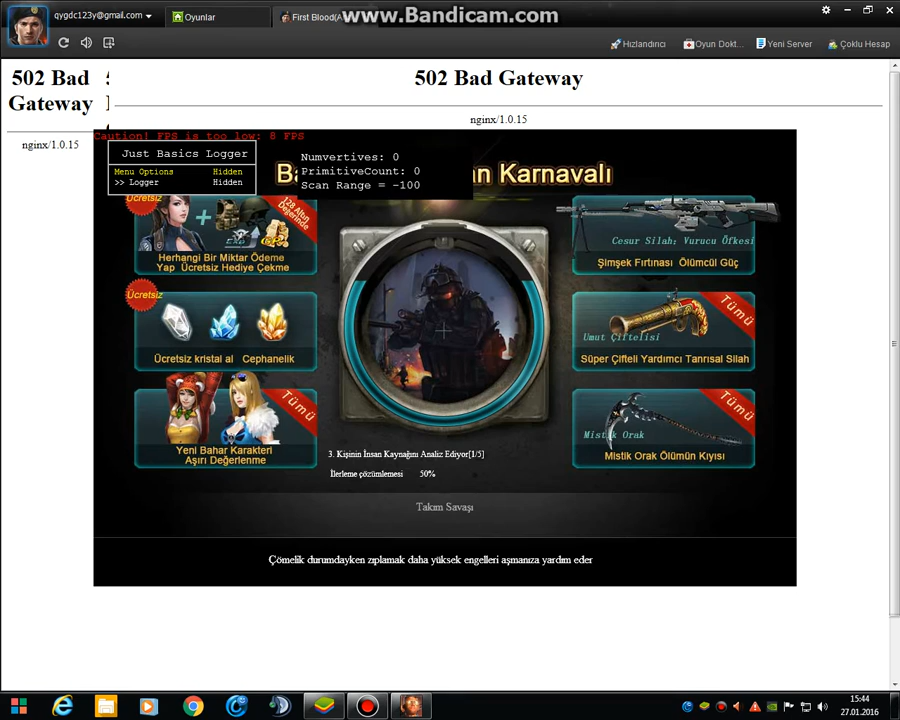 www.Bandicam.com
qygdc123y@gmail.com
Oyunlar
First Blood(A
Hızlandırıcı
Oyun Dokt...
Yeni Server
Çoklu Hesap
502 Bad
Gateway
nginx/1.0.15
502 Bad Gateway
nginx/1.0.15
Caution! FPS is too low: 8 FPS
Just Basics Logger
Menu Options Hidden
>> Logger Hidden
Numvertives: 0
PrimitiveCount: 0
Scan Range = -100
an Karnavalı
Ücretsiz
128 Altın
Değerinde
Herhangi Bir Miktar Ödeme
Yap Ücretsiz Hediye Çekme
Cesur Silah: Vurucu Öfkesi
Şimşek Fırtınası Ölümcül Güç
Ücretsiz
Ücretsiz kristal al Cephanelik
Tümü
Umut Çiftelisi
Süper Çifteli Yardımcı Tanrısal Silah
Tümü
Yeni Bahar Karakteri
Aşırı Değerlenme
Tümü
Mistik Orak
Mistik Orak Ölümün Kıyısı
3. Kişinin İnsan Kaynağını Analiz Ediyor[1/5]
İlerleme çözümlemesi 50%
Takım Savaşı
Çömelik durumdayken zıplamak daha yüksek engelleri aşmanıza yardım eder
15:44
27.01.2016